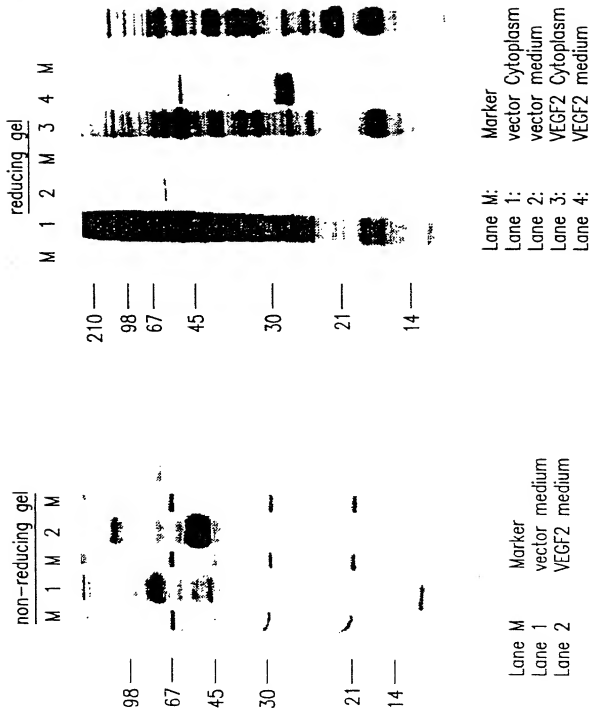 reducing gel
M 1 2 M 3 4 M
210
98
67
45
30
21
14
Lane M: Marker
Lane 1: vector Cytoplasm
Lane 2: vector medium
Lane 3: VEGF2 Cytoplasm
Lane 4: VEGF2 medium
non-reducing gel
M 1 M 2 M
98
67
45
30
21
14
Lane M Marker
Lane 1 vector medium
Lane 2 VEGF2 medium